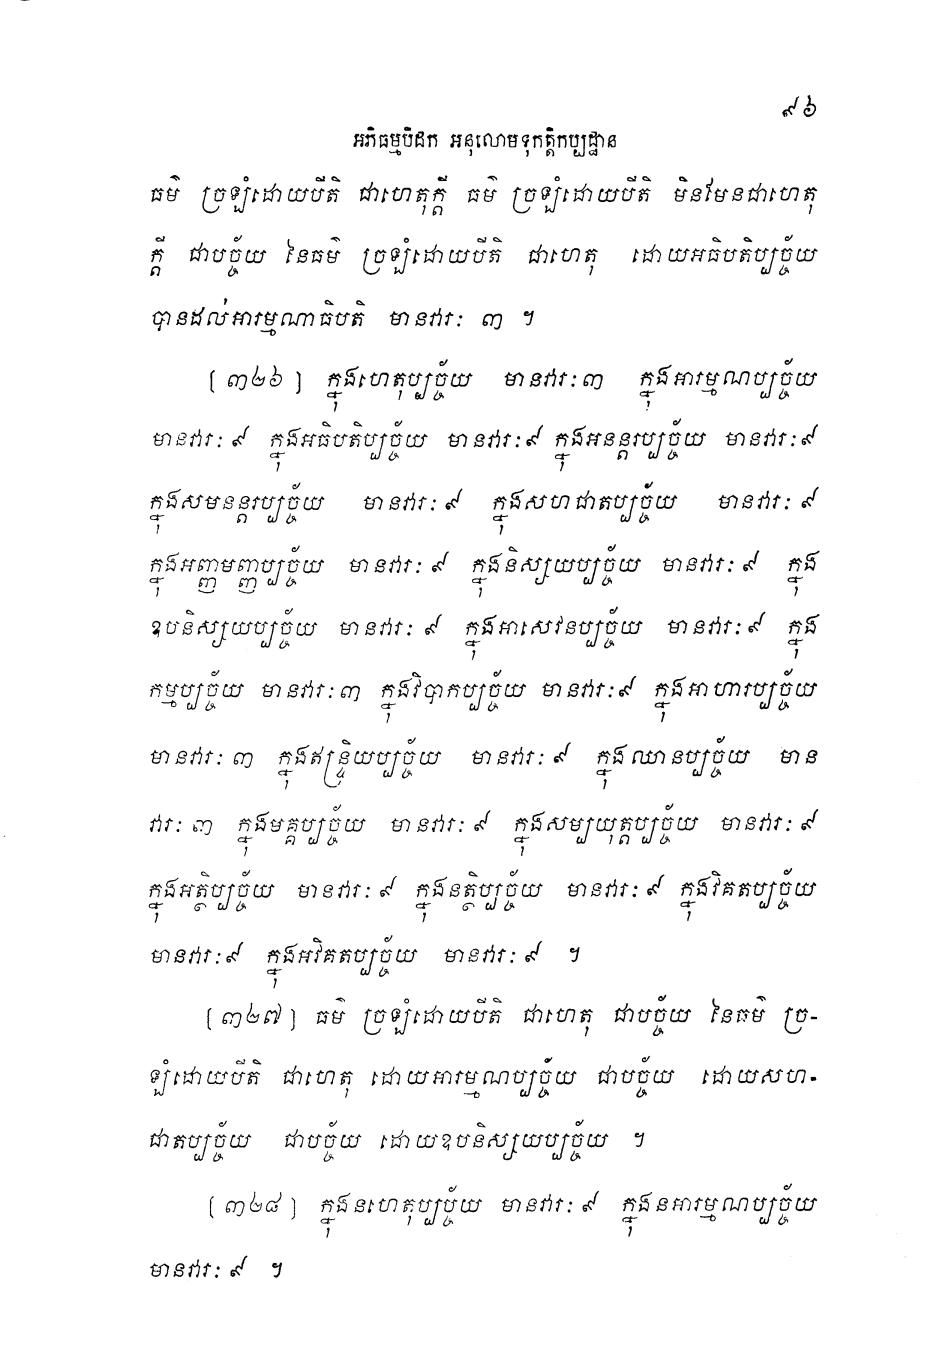 ៩៦
អភិធម្មបិដក អនុលោមទុកត្តិកប្បដ្ឋាន
ធម៌ ច្រឡំដោយបីតិ ជាហេតុក្តី ធម៌ ច្រឡំដោយបីតិ មិនមែនជាហេតុ
ក្តី ជាបច្ច័យ នៃធម៌ ច្រឡំដោយបីតិ ជាហេតុ ដោយអធិបតិប្បច្ច័យ
បានដល់អារម្មណាធិបតិ មានវារៈ ៣ ។
[៣២៦] ក្នុងហេតុប្បច្ច័យ មានវារៈ៣ ក្នុងអារម្មណប្បច្ច័យ
មានវារៈ ៩ ក្នុងអធិបតិប្បច្ច័យ មានវារៈ៩ ក្នុងអនន្តរប្បច្ច័យ មានវារៈ៩
ក្នុងសមនន្តរប្បច្ច័យ មានវារៈ ៩ ក្នុងសហជាតប្បច្ច័យ មានវារៈ ៩
ក្នុងអញ្ញមញ្ញប្បច្ច័យ មានវារៈ ៩ ក្នុងនិស្សយប្បច្ច័យ មានវារៈ ៩ ក្នុង
ឧបនិស្សយប្បច្ច័យ មានវារៈ ៩ ក្នុងអាសេវនប្បច្ច័យ មានវារៈ ៩ ក្នុង
កម្មប្បច្ច័យ មានវារៈ៣ ក្នុងវិបាកប្បច្ច័យ មានវារៈ៩ ក្នុងអាហារប្បច្ច័យ
មានវារៈ ៣ ក្នុងឥន្ទ្រិយប្បច្ច័យ មានវារៈ ៩ ក្នុងឈានប្បច្ច័យ មាន
វារៈ ៣ ក្នុងមគ្គប្បច្ច័យ មានវារៈ ៩ ក្នុងសម្បយុត្តប្បច្ច័យ មានវារៈ ៩
ក្នុងអត្ថិប្បច្ច័យ មានវារៈ ៩ ក្នុងនត្ថិប្បច្ច័យ មានវារៈ ៩ ក្នុងវិគតប្បច្ច័យ
មានវារៈ៩ ក្នុងអវិគតប្បច្ច័យ មានវារៈ ៩ ។
[៣២៧] ធម៌ ច្រឡំដោយបីតិ ជាហេតុ ជាបច្ច័យ នៃធម៌ ច្រ-
ឡំដោយបីតិ ជាហេតុ ដោយអារម្មណប្បច្ច័យ ជាបច្ច័យ ដោយសហ-
ជាតប្បច្ច័យ ជាបច្ច័យ ដោយឧបនិស្សយប្បច្ច័យ ។
[៣២៨] ក្នុងនហេតុប្បច្ច័យ មានវារៈ ៩ ក្នុងនអារម្មណប្បច្ច័យ
មានវារៈ ៩ ។